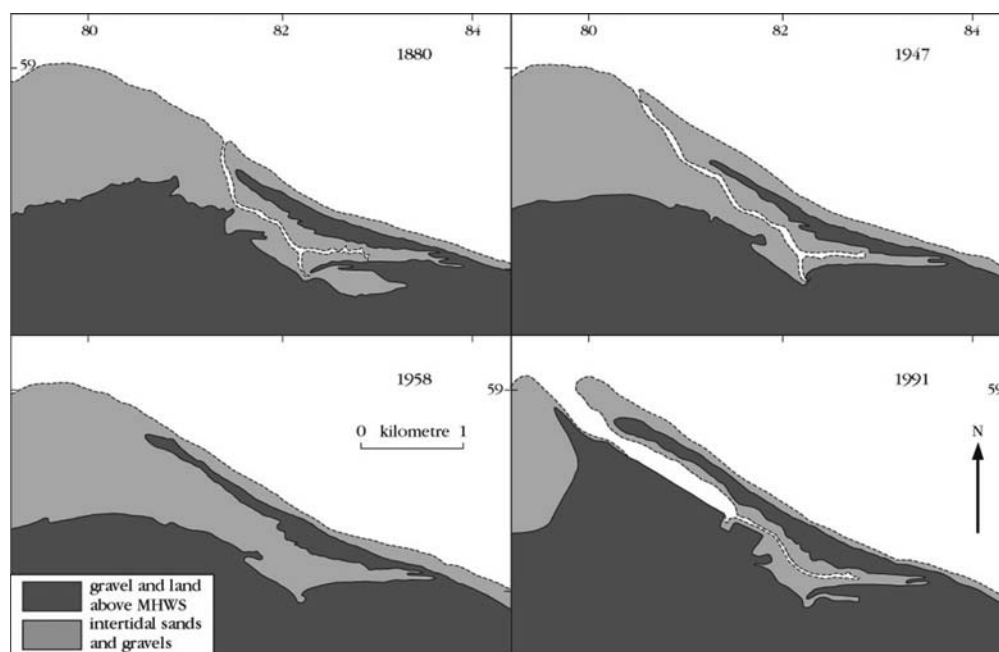 80 82 84
59 1880
80 82 84
1947
1958
0 kilometre 1
gravel and land
above MHWS
intertidal sands
and gravels
59 1991 59
N